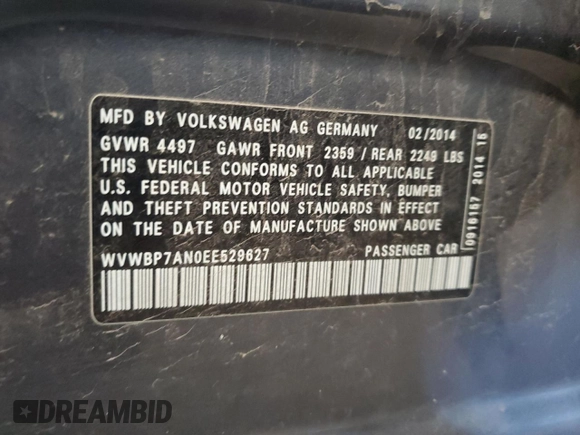 MFD BY VOLKSWAGEN AG GERMANY 02/2014
GVWR 4497 GAWR FRONT 2359 / REAR 2249 LBS
THIS VEHICLE CONFORMS TO ALL APPLICABLE
U.S. FEDERAL MOTOR VEHICLE SAFETY, BUMPER
AND THEFT PREVENTION STANDARDS IN EFFECT
ON THE DATE OF MANUFACTURE SHOWN ABOVE
WVWBP7AN0EE529627 PASSENGER CAR
0916167 2014 15
DREAMBID